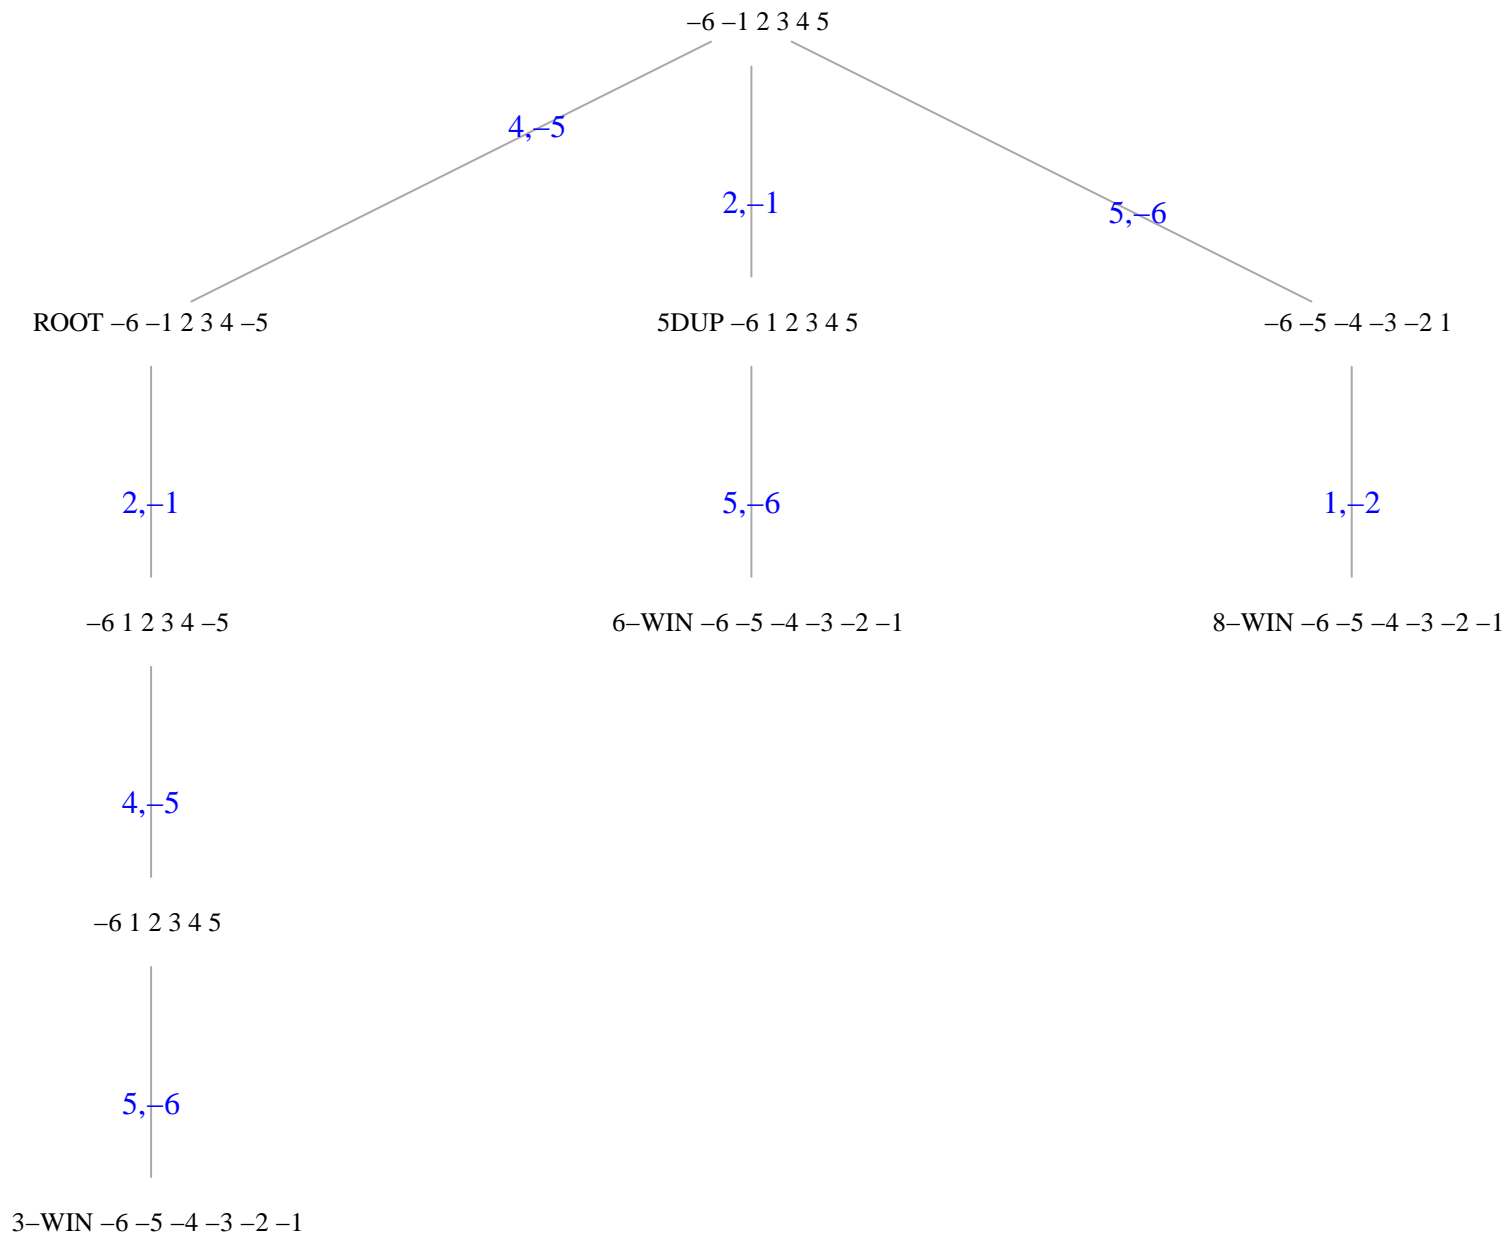 –6 –1 2 3 4 5
4,–5
2,–1
5,–6
ROOT –6 –1 2 3 4 –5
5DUP –6 1 2 3 4 5
–6 –5 –4 –3 –2 1
2,–1
5,–6
1,–2
–6 1 2 3 4 –5
6–WIN –6 –5 –4 –3 –2 –1
8–WIN –6 –5 –4 –3 –2 –1
4,–5
–6 1 2 3 4 5
5,–6
3–WIN –6 –5 –4 –3 –2 –1